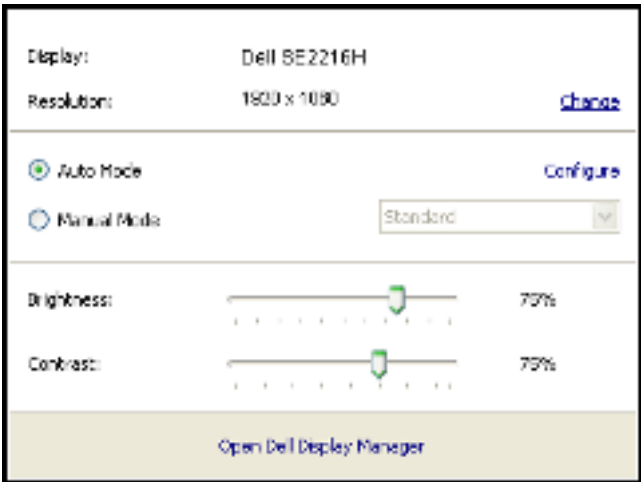 Display: Dell SE2216H
Resolution: 1920 x 1080 Change
Auto Mode Configure
Manual Mode Standard
Brightness: 75%
Contrast: 75%
Open Dell Display Manager